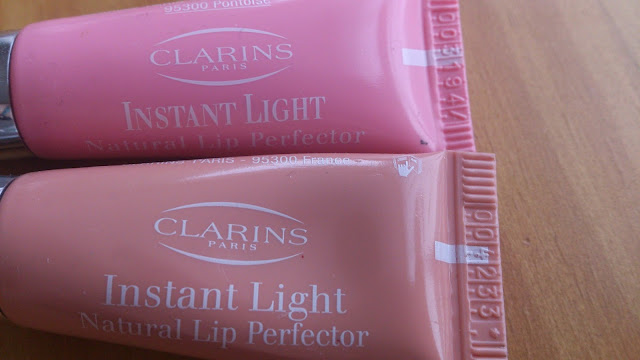 95300 Pontoise
CLARINS
PARIS
INSTANT LIGHT
Natural Lip Perfector
PARIS - 95300 France
CLARINS
PARIS
Instant Light
Natural Lip Perfector